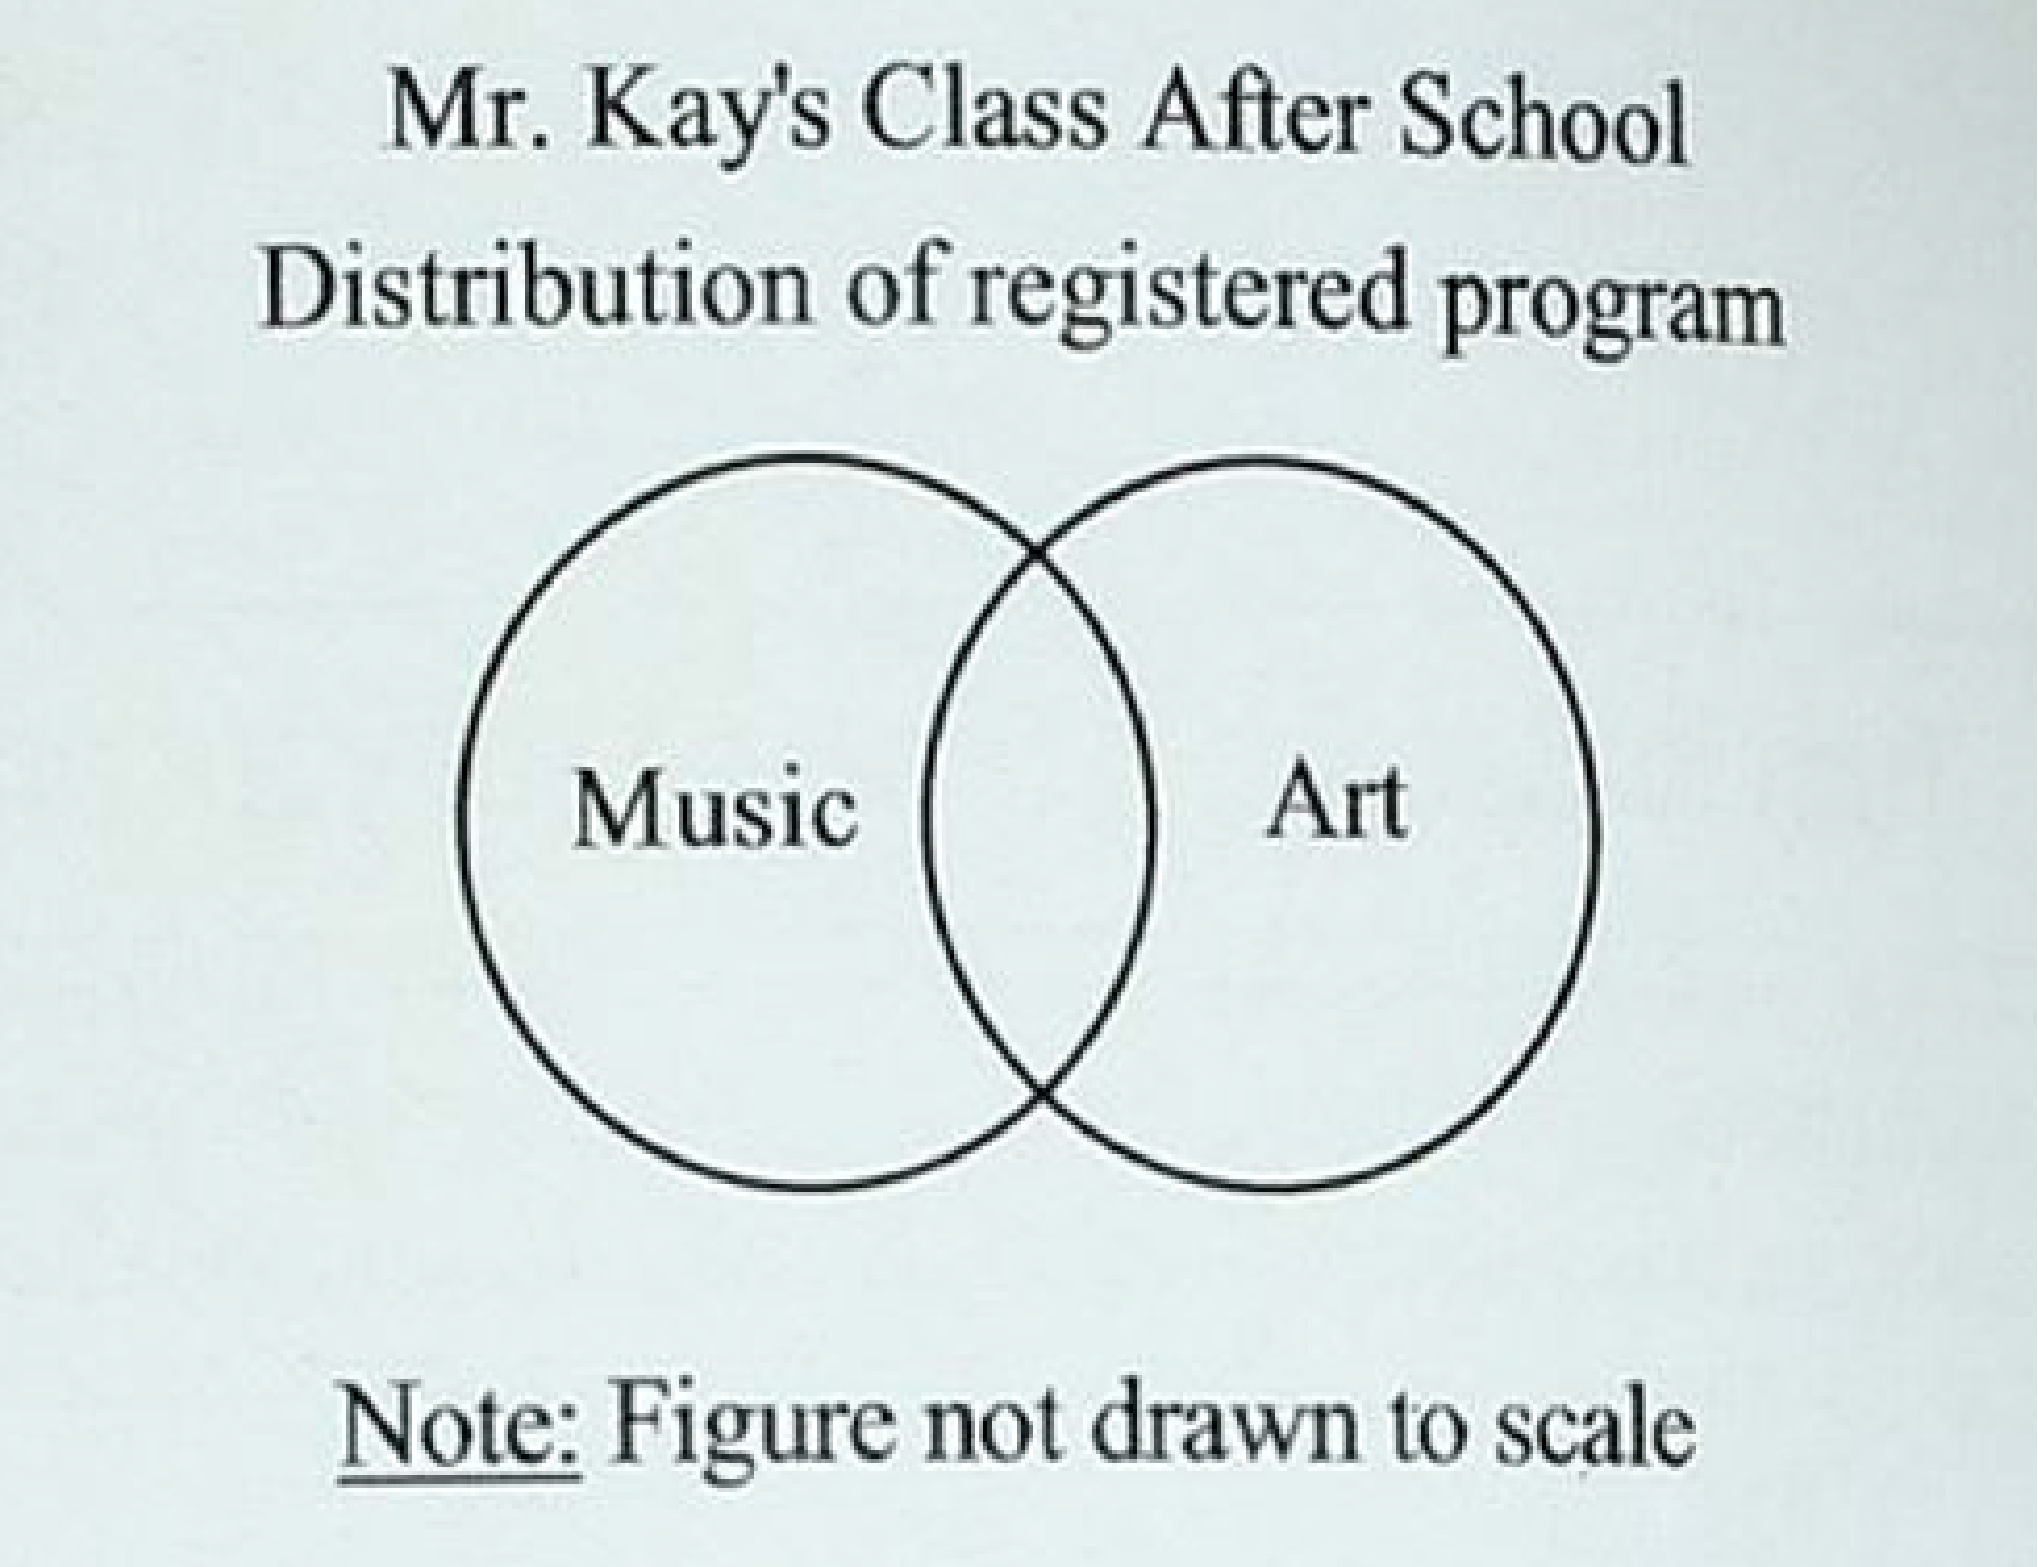 Mr. Kay's Class After School
Distribution of registered program
Music Art
Note: Figure not drawn to scale